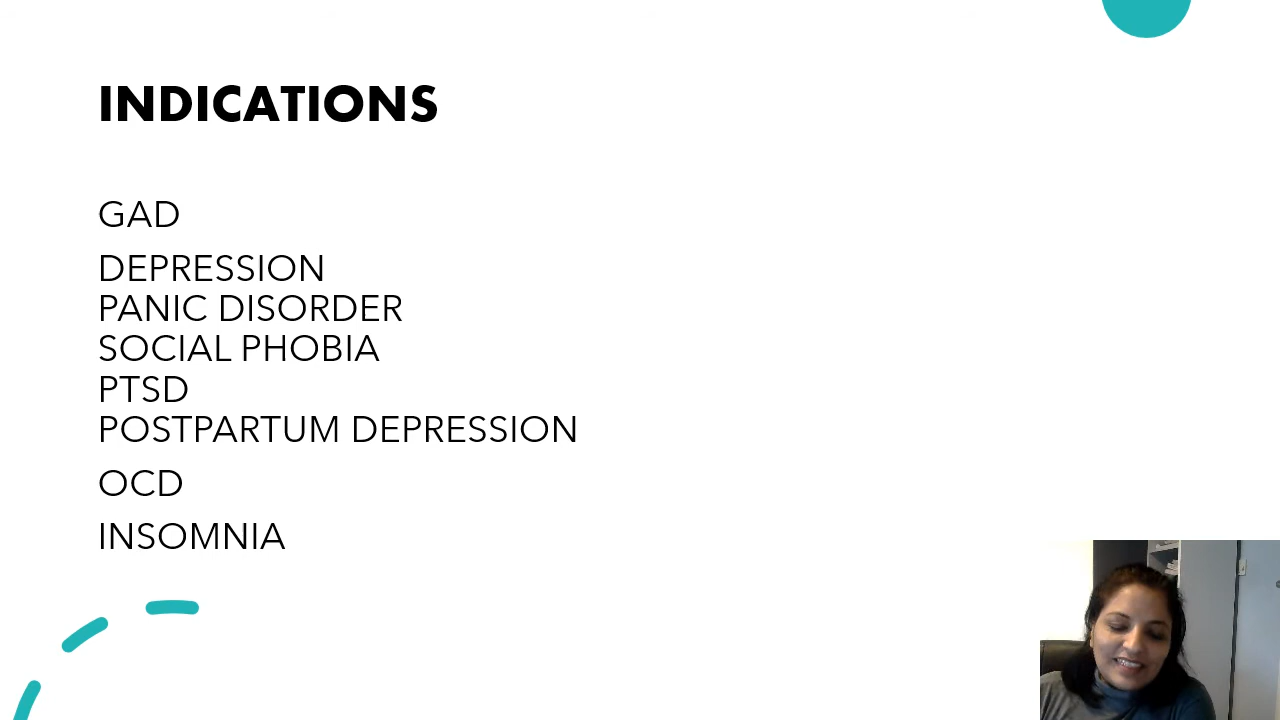 INDICATIONS
GAD
DEPRESSION
PANIC DISORDER
SOCIAL PHOBIA
PTSD
POSTPARTUM DEPRESSION
OCD
INSOMNIA